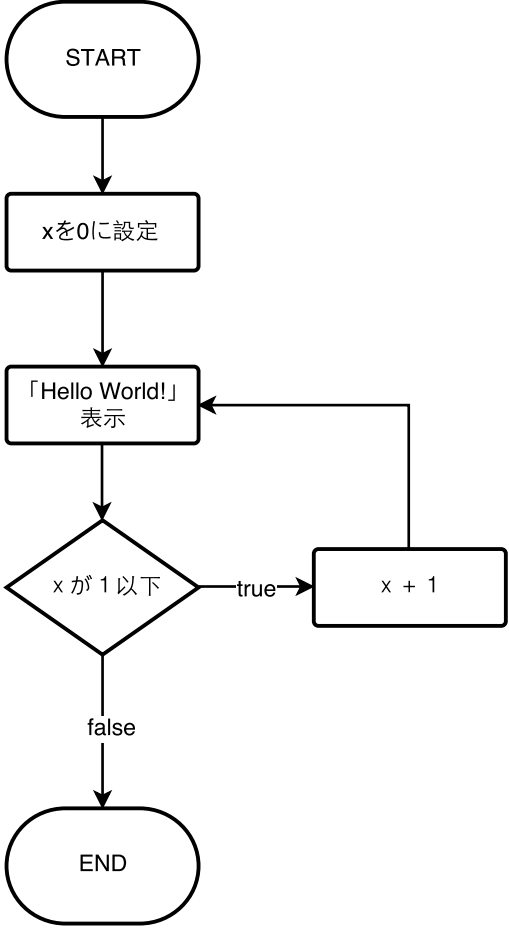 START
xを0に設定
「Hello World!」
表示
x が 1 以下
true
x + 1
false
END